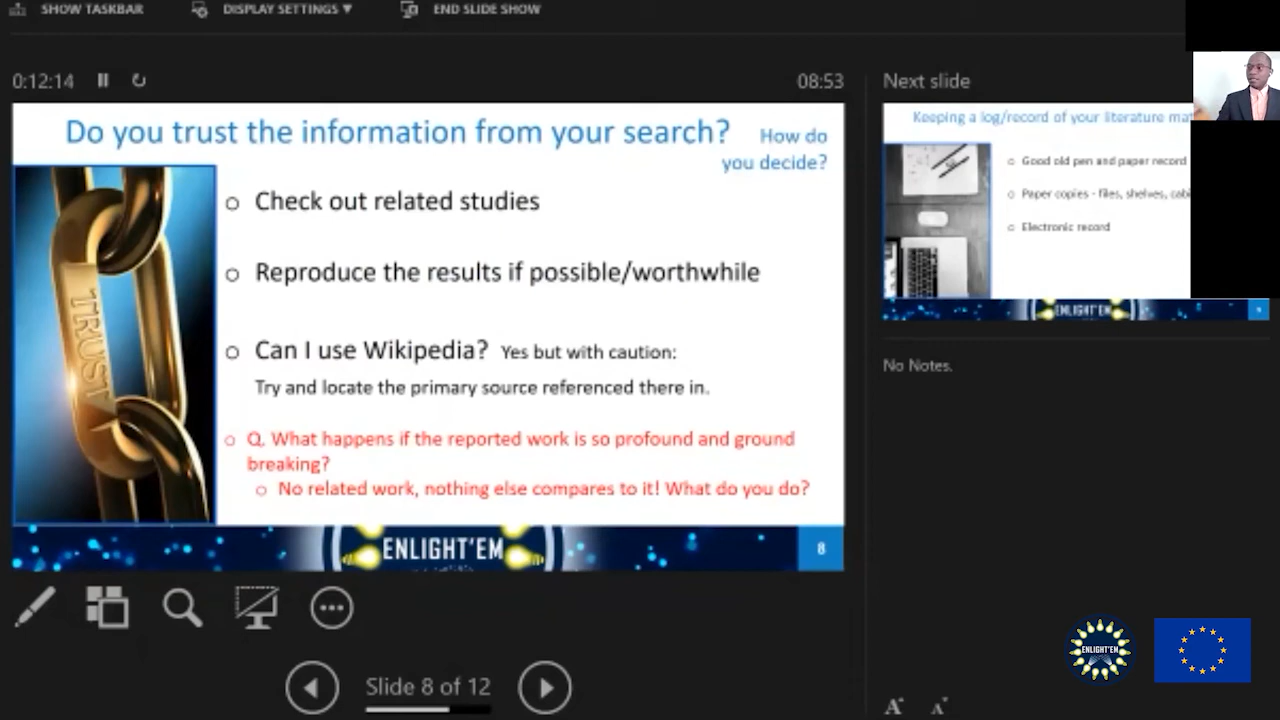 SHOW TASKBAR
DISPLAY SETTINGS ▼
END SLIDE SHOW
0:12:14
08:53
Next slide
Do you trust the information from your search? How do
you decide?
TRUST
○ Check out related studies
○ Reproduce the results if possible/worthwhile
○ Can I use Wikipedia? Yes but with caution:
Try and locate the primary source referenced there in.
○ Q. What happens if the reported work is so profound and ground
breaking?
○ No related work, nothing else compares to it! What do you do?
ENLIGHT'EM
8
Keeping a log/record of your literature
○ Good old pen and paper record
○ Paper copies - files, shelves,
○ Electronic record
ENLIGHT'EM
No Notes.
Slide 8 of 12
ENLIGHT'EM
A
A